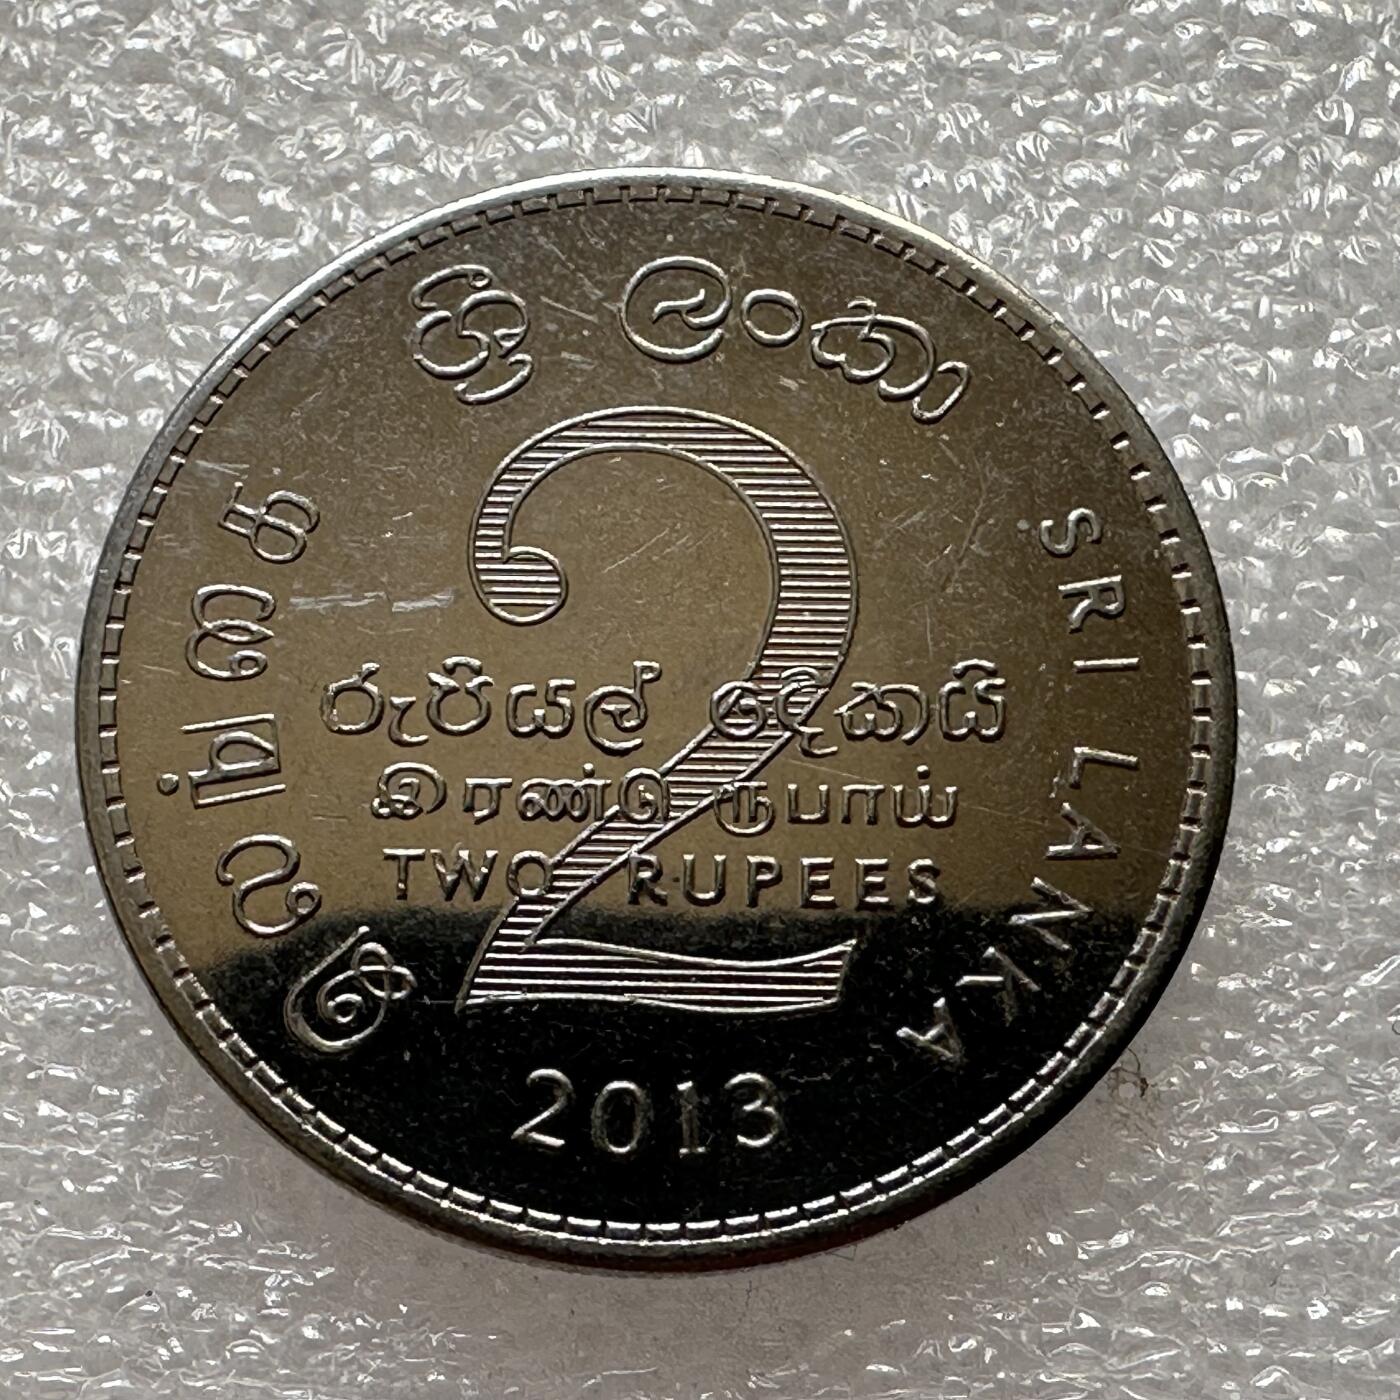 ශ්‍රී ලංකා
இலங்கை
SRI LANKA
2
රුපියල් දෙකයි
இரண்டு ரூபாய்
TWO RUPEES
2013